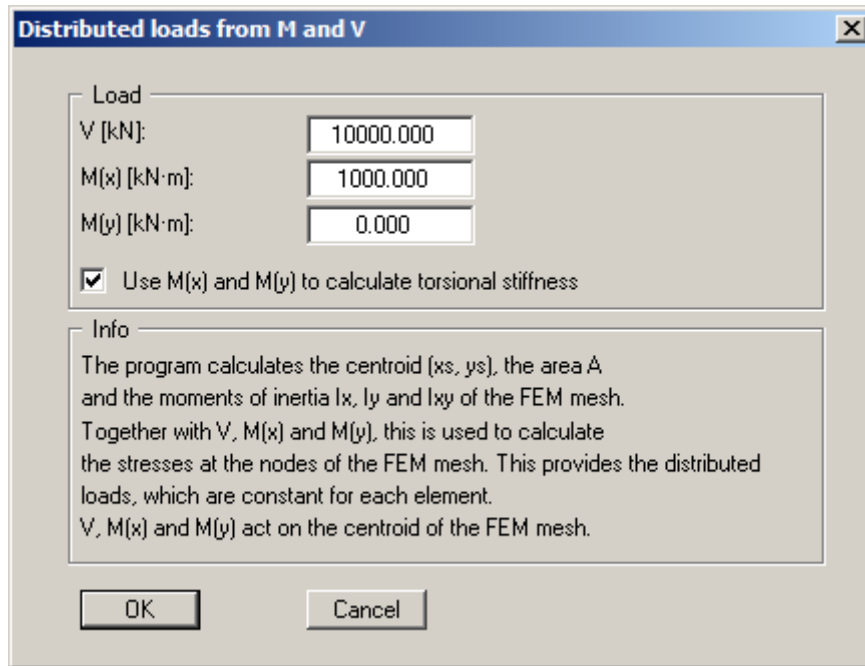 Distributed loads from M and V
Load
V [kN]: 10000.000
M(x) [kN·m]: 1000.000
M(y) [kN·m]: 0.000
Use M(x) and M(y) to calculate torsional stiffness
Info
The program calculates the centroid (xs, ys), the area A
and the moments of inertia Ix, Iy and Ixy of the FEM mesh.
Together with V, M(x) and M(y), this is used to calculate
the stresses at the nodes of the FEM mesh. This provides the distributed
loads, which are constant for each element.
V, M(x) and M(y) act on the centroid of the FEM mesh.
OK Cancel